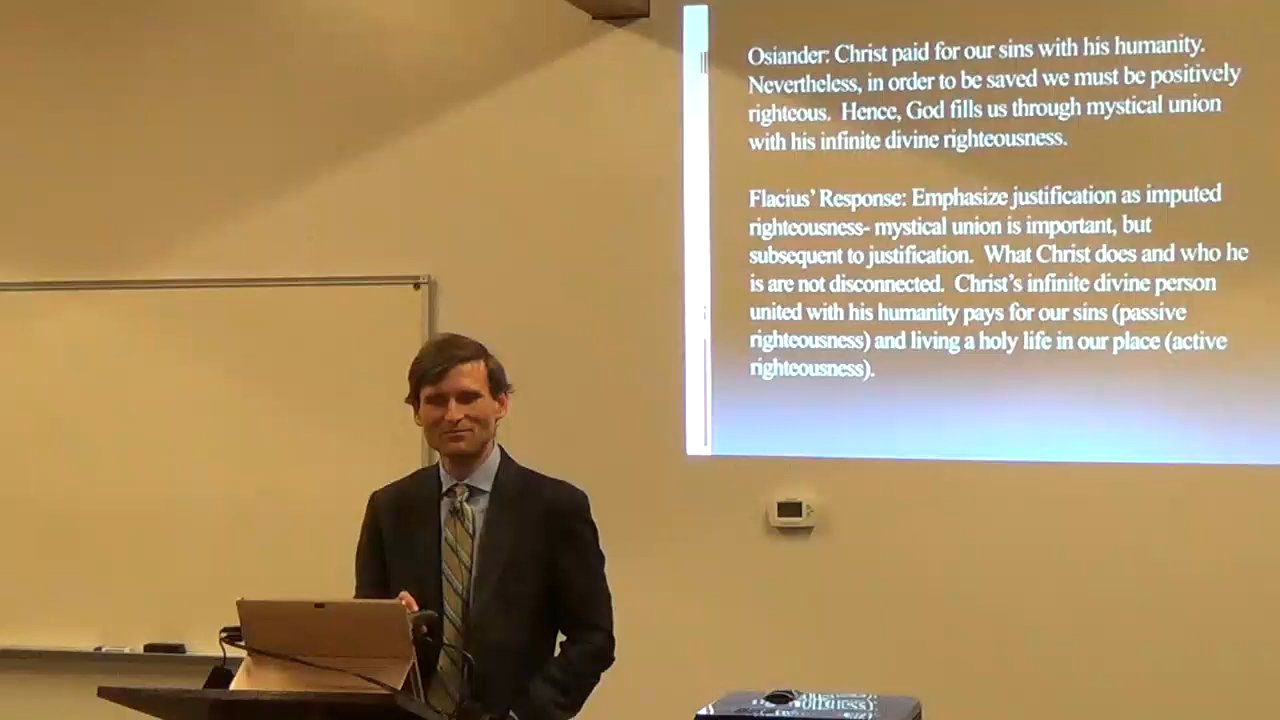 Osiander: Christ paid for our sins with his humanity.
Nevertheless, in order to be saved we must be positively
righteous.  Hence, God fills us through mystical union
with his infinite divine righteousness.
Flacius’ Response: Emphasize justification as imputed
righteousness- mystical union is important, but
subsequent to justification.  What Christ does and who he
is are not disconnected.  Christ’s infinite divine person
united with his humanity pays for our sins (passive
righteousness) and living a holy life in our place (active
righteousness).